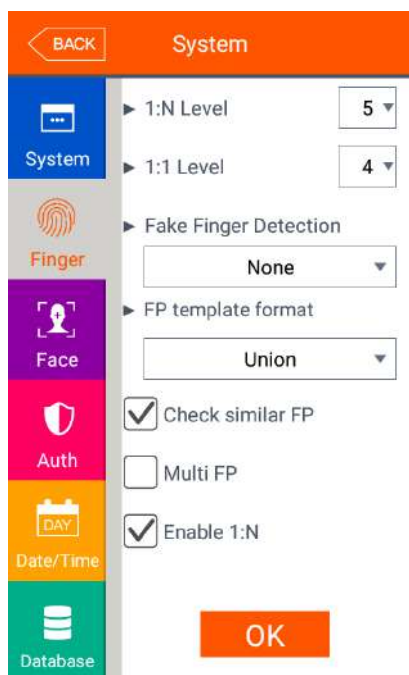 BACK
System
System
Finger
Face
Auth
DAY
Date/Time
Database
1:N Level
5
1:1 Level
4
Fake Finger Detection
None
FP template format
Union
Check similar FP
Multi FP
Enable 1:N
OK